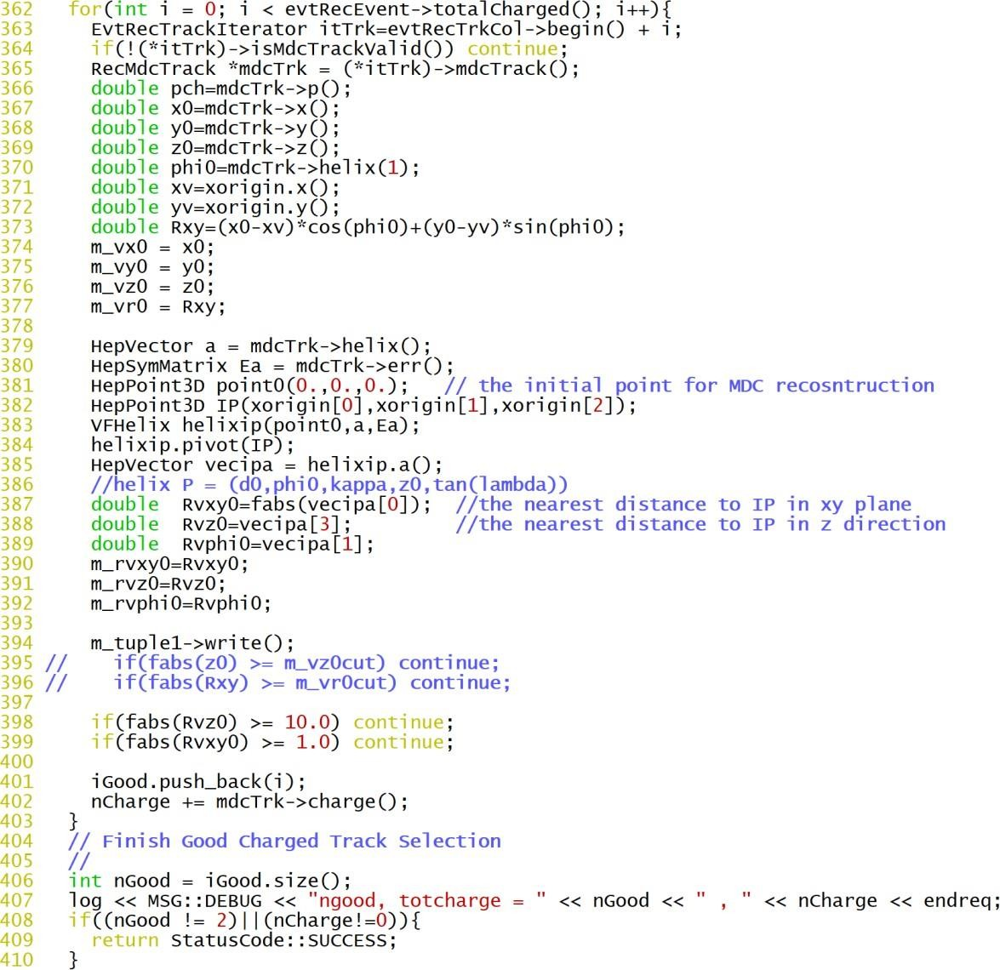 362   for(int i = 0; i < evtRecEvent->totalCharged(); i++){
363     EvtRecTrackIterator itTrk=evtRecTrkCol->begin() + i;
364     if(!(*itTrk)->isMdcTrackValid()) continue;
365     RecMdcTrack *mdcTrk = (*itTrk)->mdcTrack();
366     double pch=mdcTrk->p();
367     double x0=mdcTrk->x();
368     double y0=mdcTrk->y();
369     double z0=mdcTrk->z();
370     double phi0=mdcTrk->helix(1);
371     double xv=xorigin.x();
372     double yv=xorigin.y();
373     double Rxy=(x0-xv)*cos(phi0)+(y0-yv)*sin(phi0);
374     m_vx0 = x0;
375     m_vy0 = y0;
376     m_vz0 = z0;
377     m_vr0 = Rxy;
378
379     HepVector a = mdcTrk->helix();
380     HepSymMatrix Ea = mdcTrk->err();
381     HepPoint3D point0(0.,0.,0.);   // the initial point for MDC recosntruction
382     HepPoint3D IP(xorigin[0],xorigin[1],xorigin[2]);
383     VFHelix helixip(point0,a,Ea);
384     helixip.pivot(IP);
385     HepVector vecipa = helixip.a();
386     //helix P = (d0,phi0,kappa,z0,tan(lambda))
387     double  Rvxy0=fabs(vecipa[0]);  //the nearest distance to IP in xy plane
388     double  Rvz0=vecipa[3];         //the nearest distance to IP in z direction
389     double  Rvphi0=vecipa[1];
390     m_rvxy0=Rvxy0;
391     m_rvz0=Rvz0;
392     m_rvphi0=Rvphi0;
393
394     m_tuple1->write();
395 //    if(fabs(z0) >= m_vz0cut) continue;
396 //    if(fabs(Rxy) >= m_vr0cut) continue;
397
398     if(fabs(Rvz0) >= 10.0) continue;
399     if(fabs(Rvxy0) >= 1.0) continue;
400
401     iGood.push_back(i);
402     nCharge += mdcTrk->charge();
403   }
404   // Finish Good Charged Track Selection
405   //
406   int nGood = iGood.size();
407   log << MSG::DEBUG << "ngood, totcharge = " << nGood << " , " << nCharge << endreq;
408   if((nGood != 2)||(nCharge!=0)){
409     return StatusCode::SUCCESS;
410   }